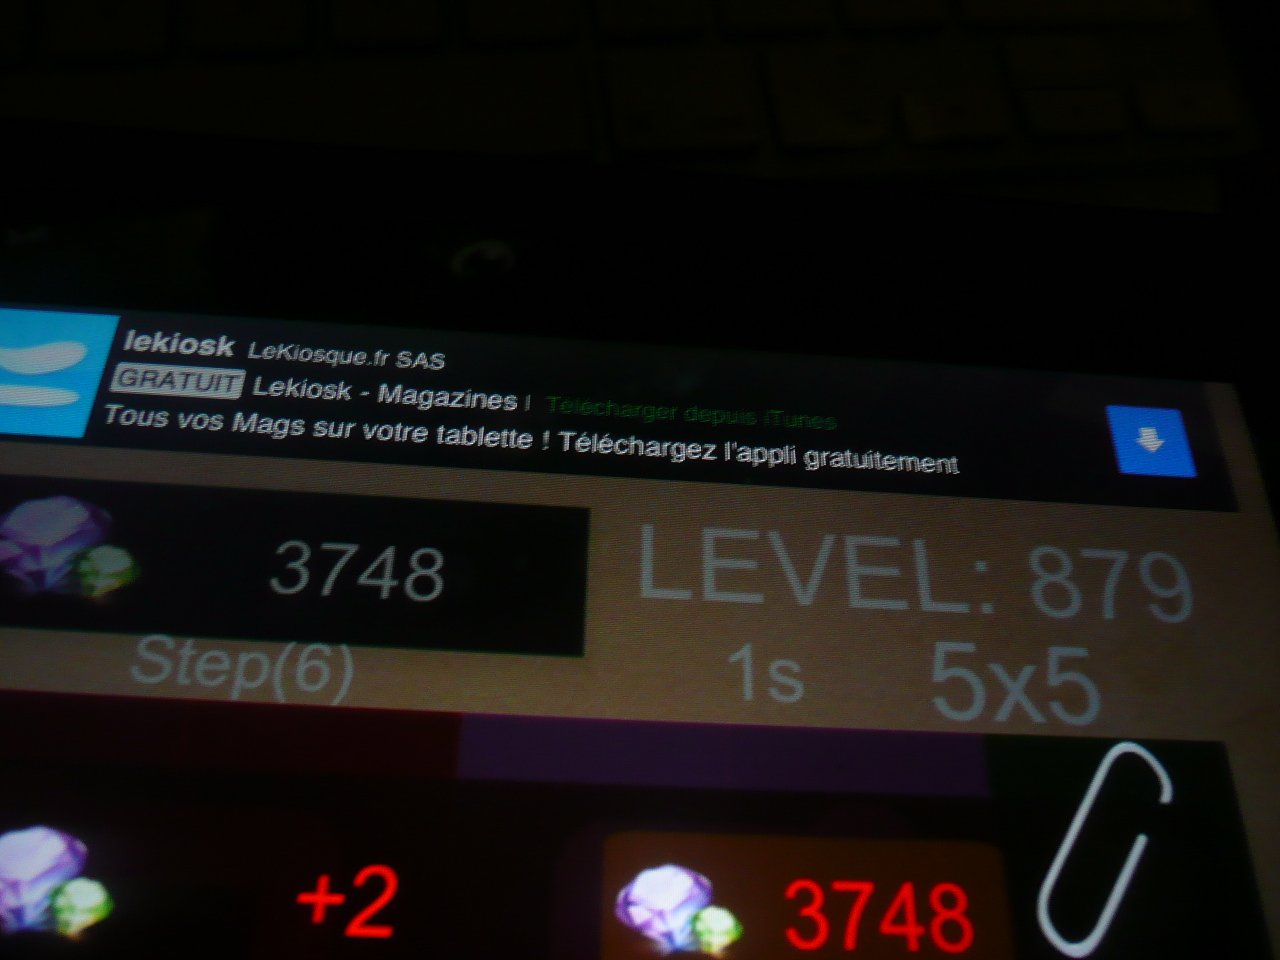 lekiosk LeKiosque.fr SAS
GRATUIT Lekiosk - Magazines | Télécharger depuis iTunes
Tous vos Mags sur votre tablette ! Téléchargez l'appli gratuitement
3748
LEVEL: 879
Step(6)
1s
5x5
+2
3748